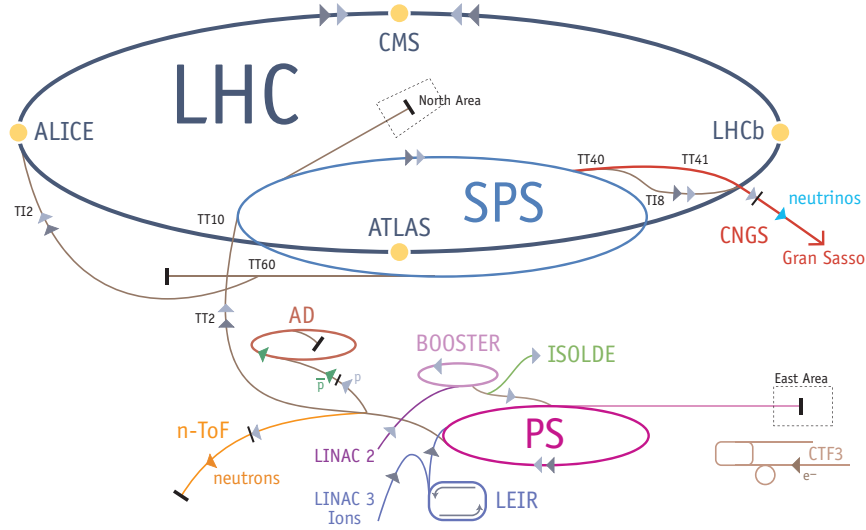 CMS
LHC
North Area
ALICE
LHCb
TT40
TT41
TI8
neutrinos
SPS
TI2
TT10
ATLAS
CNGS
Gran Sasso
TT60
AD
TT2
BOOSTER
ISOLDE
p̅
p
East Area
n-ToF
PS
LINAC 2
neutrons
CTF3
e−
LINAC 3
Ions
LEIR